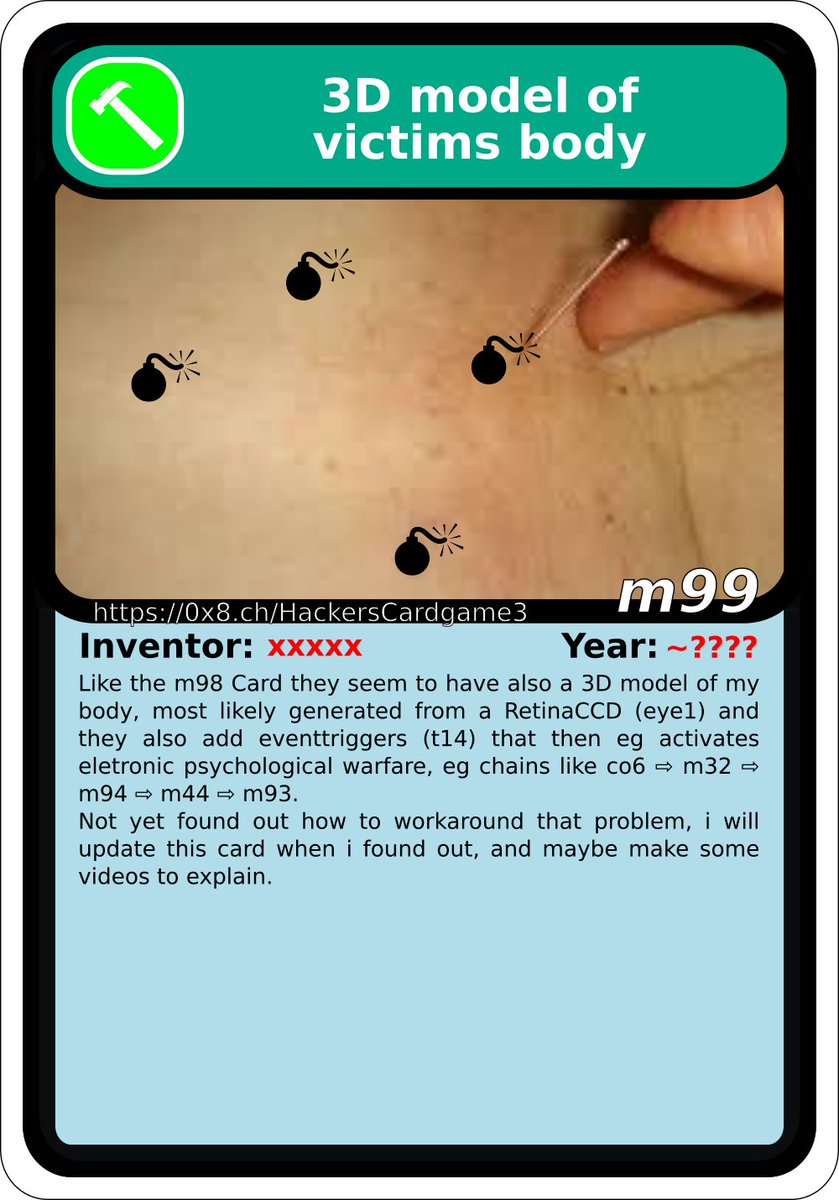 3D model of
victims body
m99
https://0x8.ch/HackersCardgame3
Inventor: xxxxx Year: ~????
Like the m98 Card they seem to have also a 3D model of my
body, most likely generated from a RetinaCCD (eye1) and
they also add eventtriggers (t14) that then eg activates
eletronic psychological warfare, eg chains like co6 ⇨ m32 ⇨
m94 ⇨ m44 ⇨ m93.
Not yet found out how to workaround that problem, i will
update this card when i found out, and maybe make some
videos to explain.